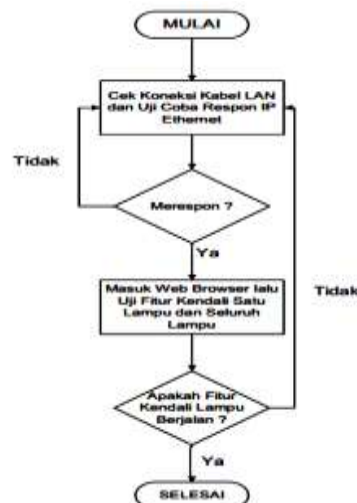 MULAI
Cek Koneksi Kabel LAN
dan Uji Coba Respon IP
Ethernet
Tidak
Merespon ?
Ya
Masuk Web Browser lalu
Uji Fitur Kendali Satu
Lampu dan Seluruh
Lampu
Tidak
Apakah Fitur
Kendali Lampu
Berjalan ?
Ya
SELESAI